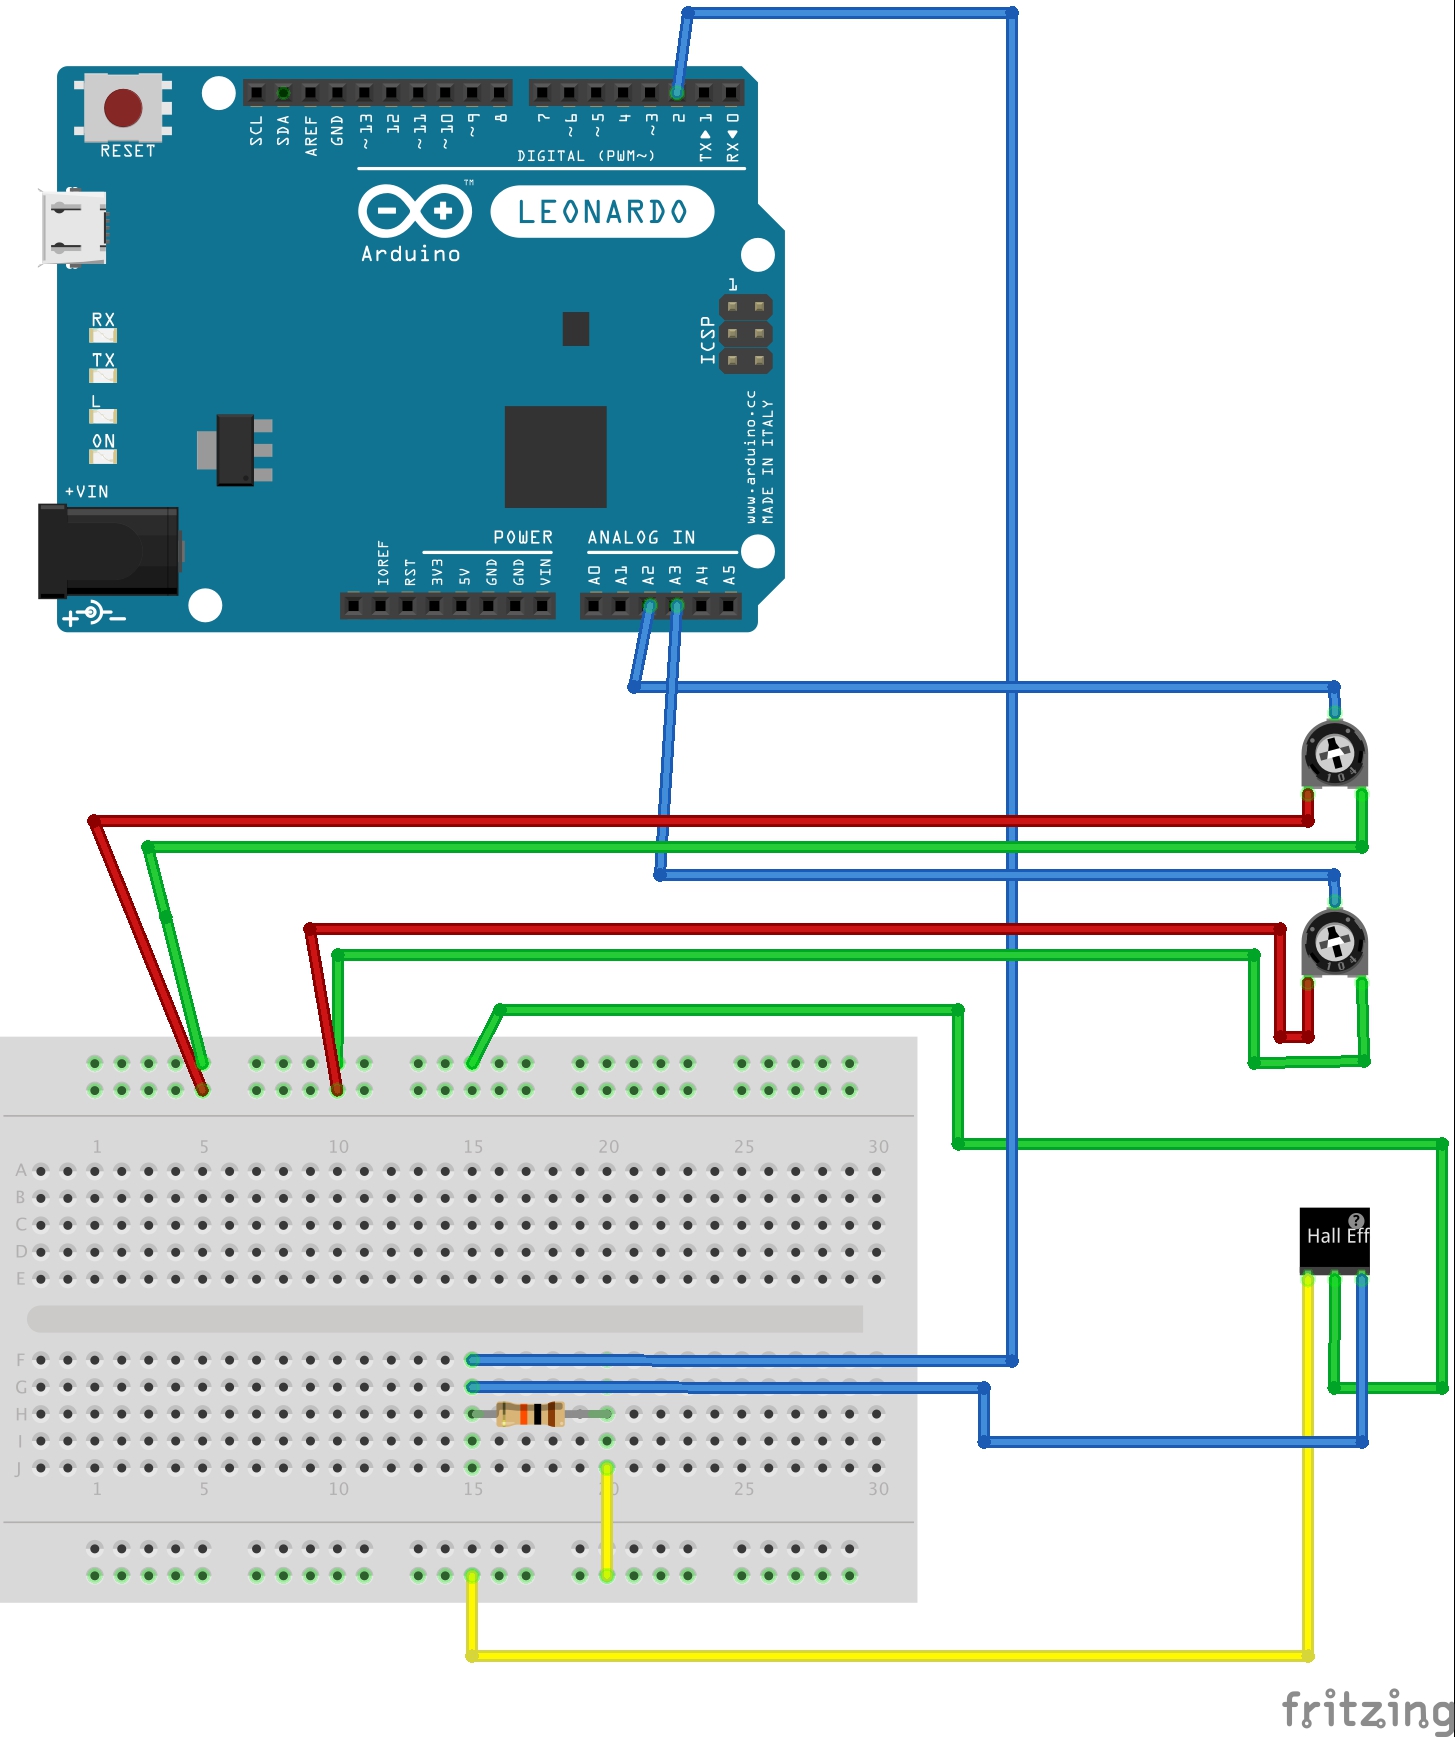 SCL SDA AREF GND ~13 12 ~11 ~10 ~9 8 7 ~6 ~5 4 ~3 2 TX▶1 RX◀0
RESET
DIGITAL (PWM~)
TM
LEONARDO
Arduino
1
ICSP
RX
TX
L
ON
www.arduino.cc
MADE IN ITALY
+VIN
POWER
ANALOG IN
IOREF RST 3V3 5V GND GND VIN A0 A1 A2 A3 A4 A5
+ -
104
104
1 5 10 15 20 25 30
A
B
C
D
E
?
Hall Eff
F
G
H
I
J
1 5 10 15 20 25 30
fritzing